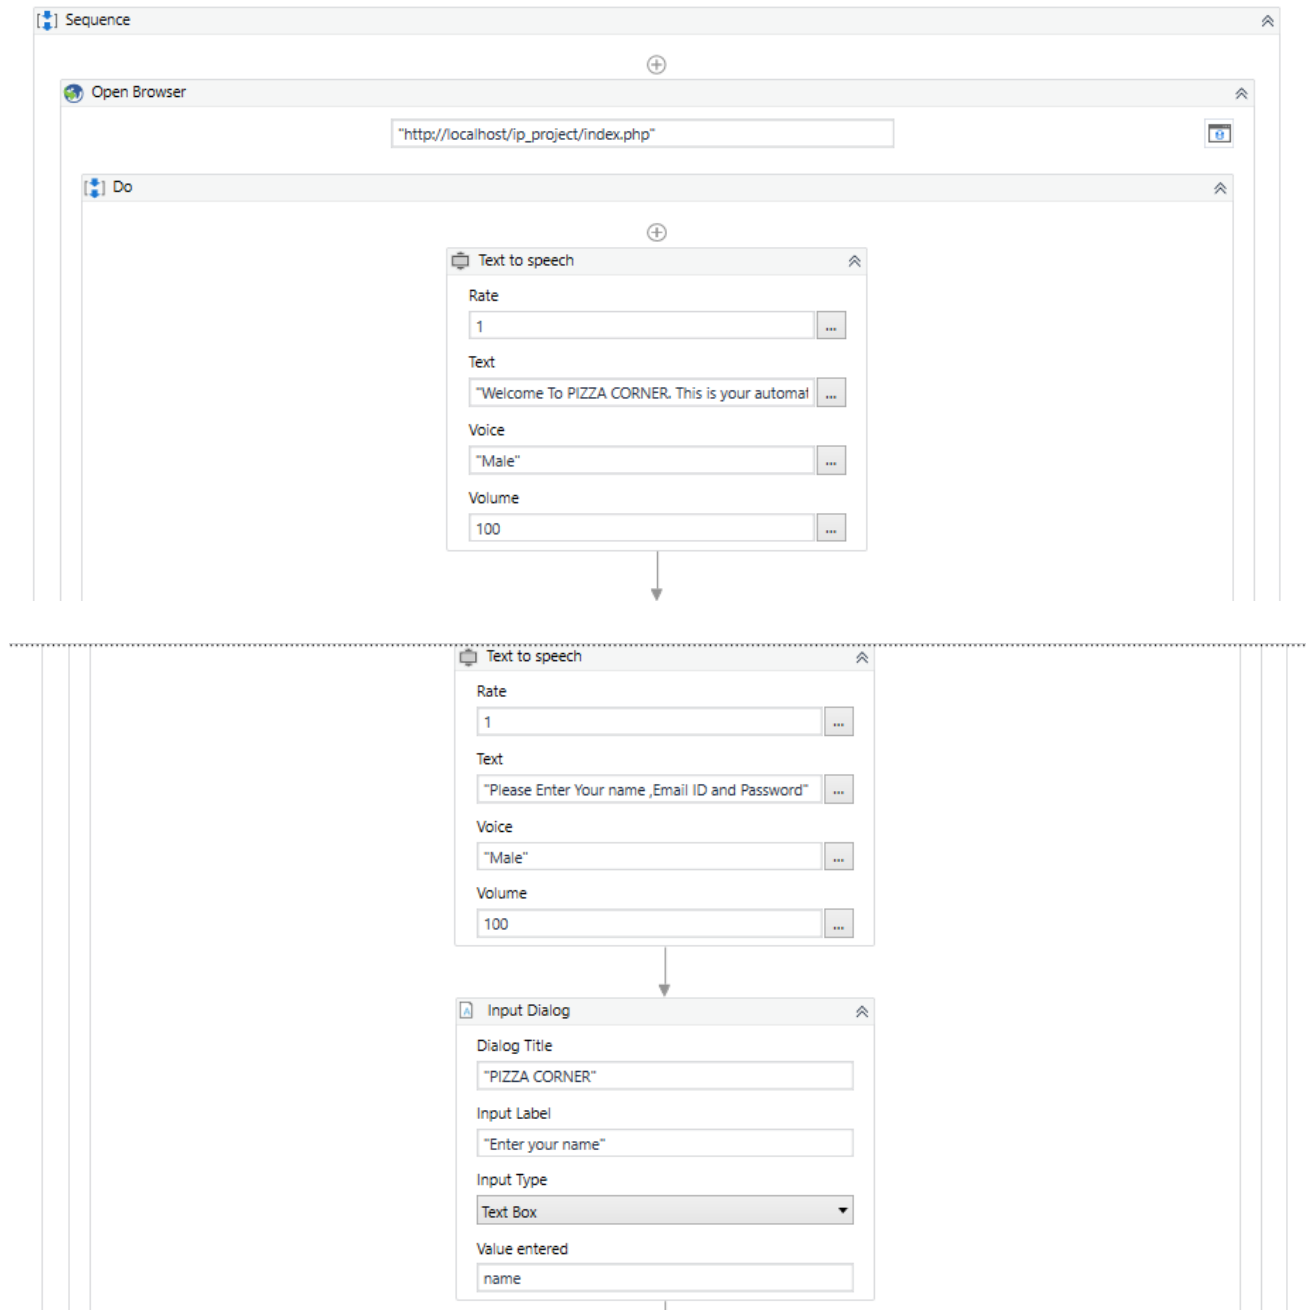 Sequence
Open Browser
"http://localhost/ip_project/index.php"
Do
Text to speech
Rate
1
...
Text
"Welcome To PIZZA CORNER. This is your automat
...
Voice
"Male"
...
Volume
100
...
Text to speech
Rate
1
...
Text
"Please Enter Your name ,Email ID and Password"
...
Voice
"Male"
...
Volume
100
...
Input Dialog
Dialog Title
"PIZZA CORNER"
Input Label
"Enter your name"
Input Type
Text Box
Value entered
name